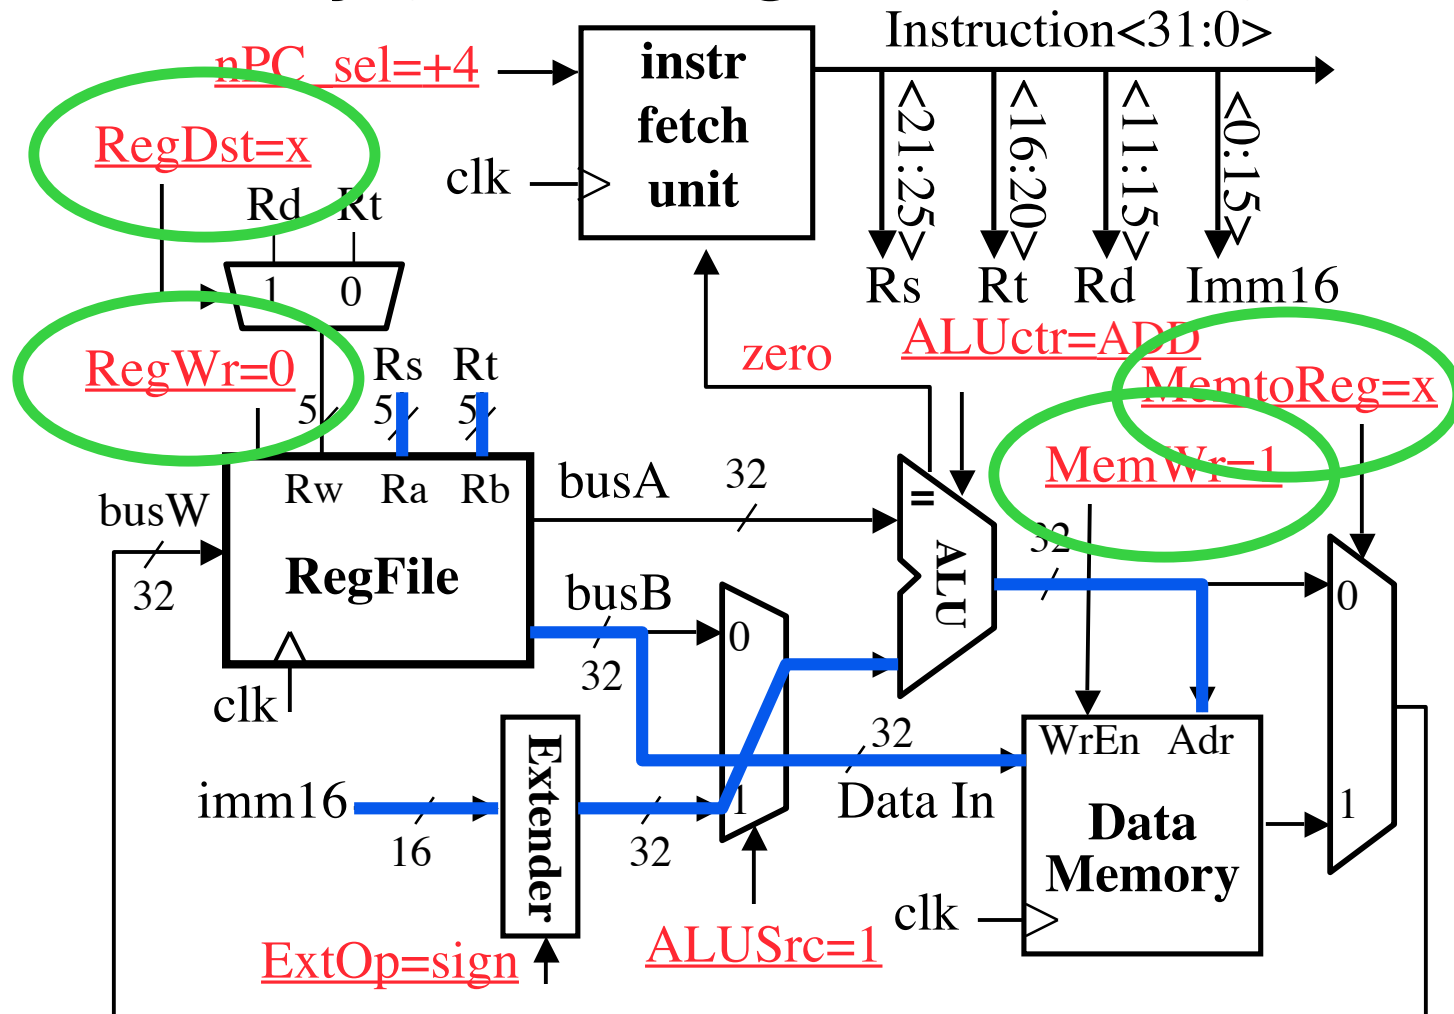 nPC_sel=+4
instr
fetch
unit
clk
Instruction<31:0>
<21:25>
<16:20>
<11:15>
<0:15>
Rs
Rt
Rd
Imm16
RegDst=x
Rd
Rt
1
0
RegWr=0
5
Rs
5
Rt
5
zero
ALUctr=ADD
MemtoReg=x
MemWr=1
busW
32
Rw
Ra
Rb
RegFile
clk
busA
32
busB
32
0
1
=
ALU
32
0
1
imm16
16
Extender
32
32
Data In
WrEn
Adr
Data
Memory
clk
ExtOp=sign
ALUSrc=1